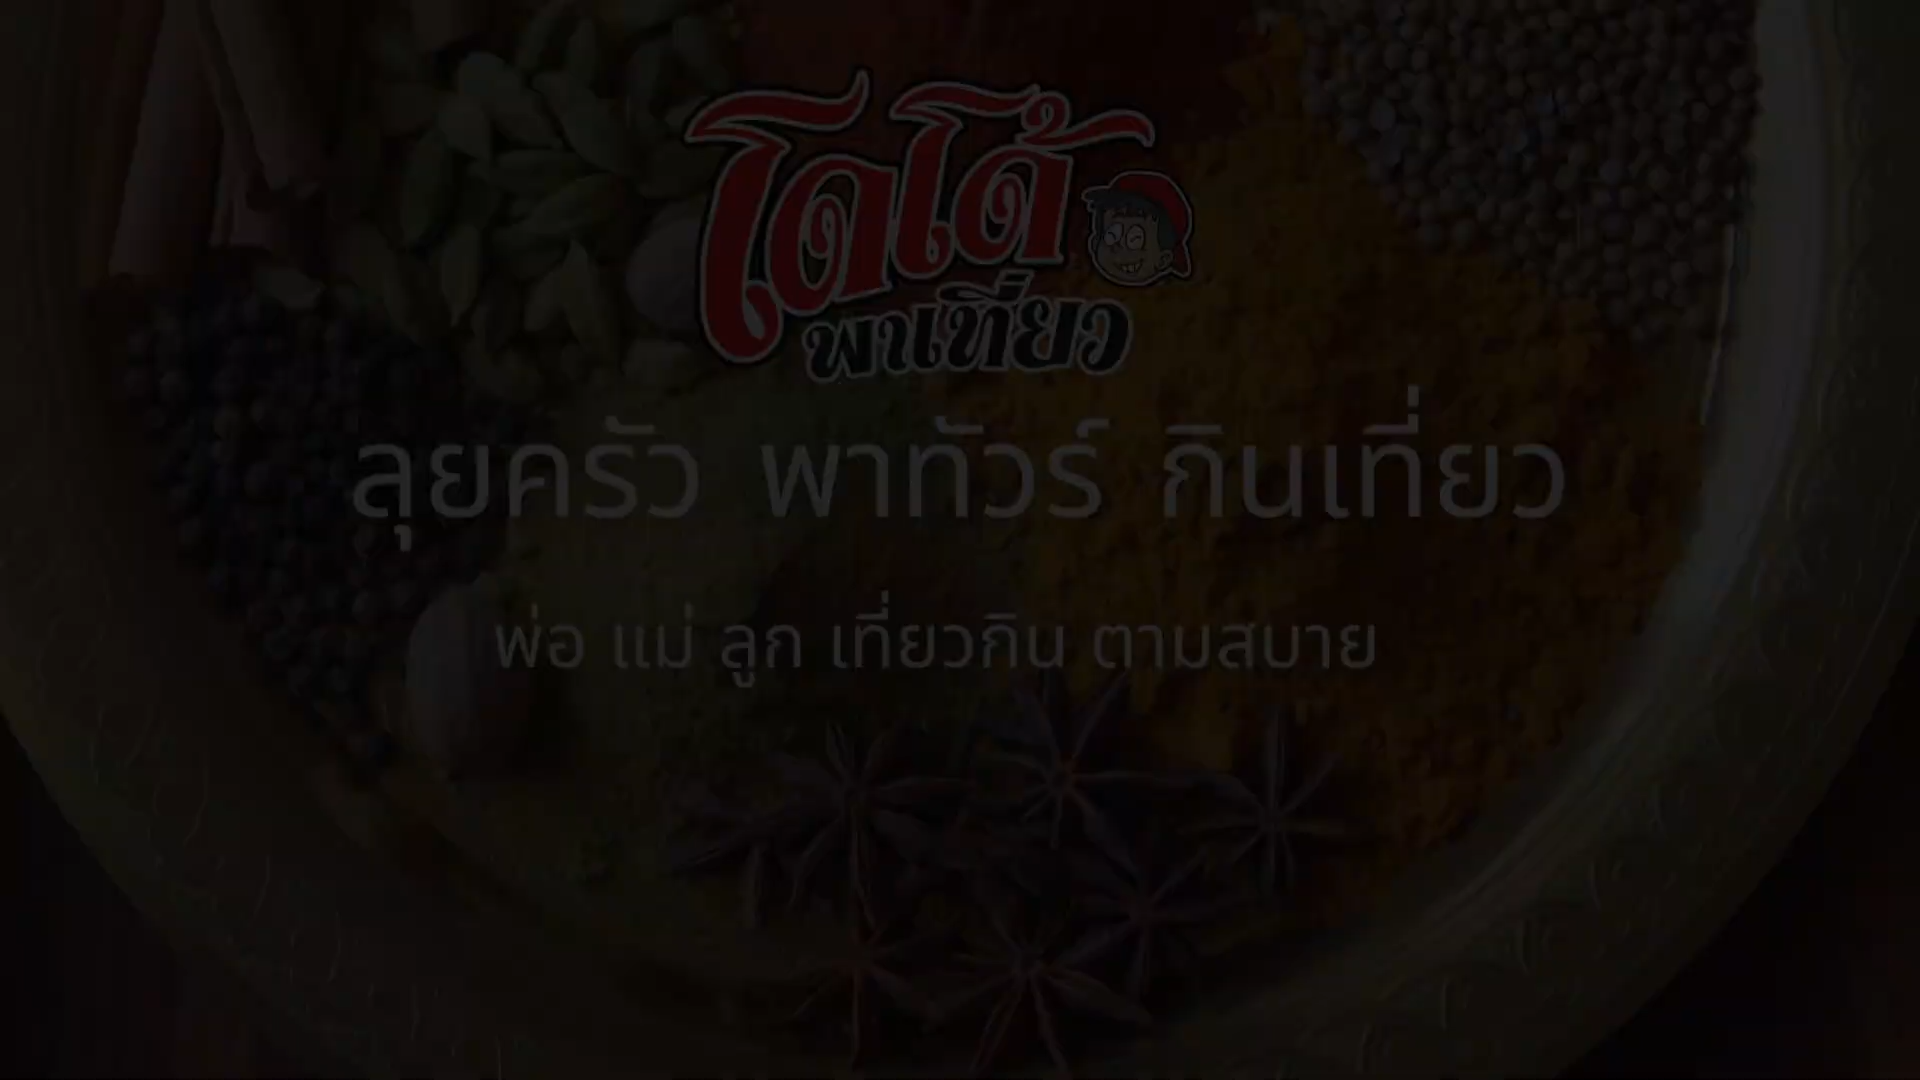 โดโด้
พาเที่ยว
ลุยครัว พาทัวร์ กินเที่ยว
พ่อ แม่ ลูก เที่ยวกิน ตามสบาย